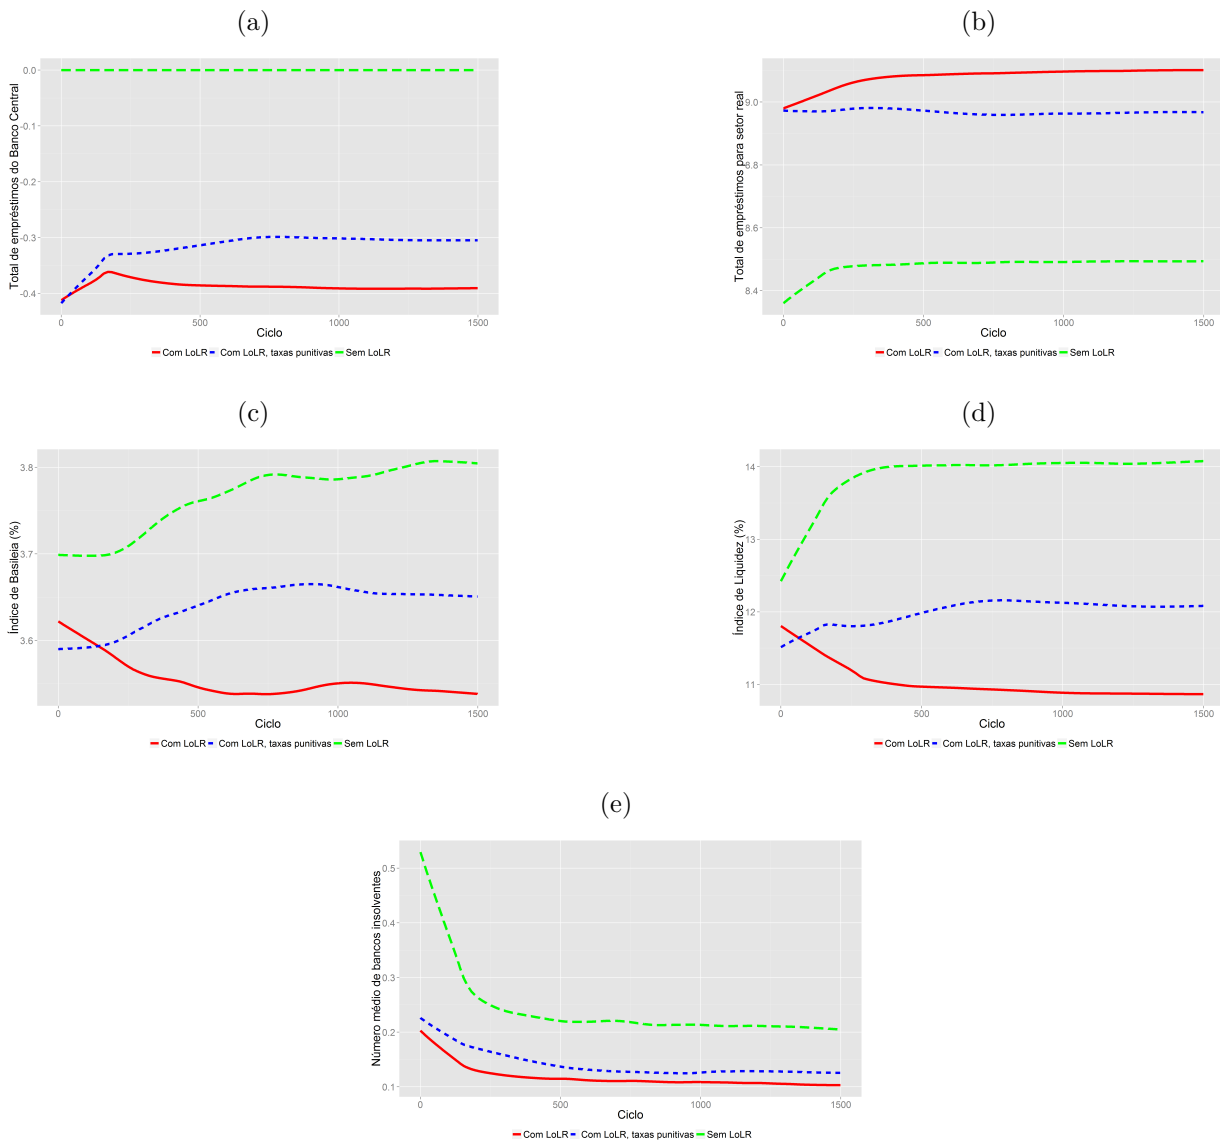 (a)
Total de empréstimos do Banco Central
0.0
-0.1
-0.2
-0.3
-0.4
0 500 1000 1500
Ciclo
Com LoLR Com LoLR, taxas punitivas Sem LoLR
(b)
Total de empréstimos para setor real
9.0
8.8
8.6
8.4
0 500 1000 1500
Ciclo
Com LoLR Com LoLR, taxas punitivas Sem LoLR
(c)
Índice de Basileia (%)
3.8
3.7
3.6
0 500 1000 1500
Ciclo
Com LoLR Com LoLR, taxas punitivas Sem LoLR
(d)
Índice de Liquidez (%)
14
13
12
11
0 500 1000 1500
Ciclo
Com LoLR Com LoLR, taxas punitivas Sem LoLR
(e)
Número médio de bancos insolventes
0.5
0.4
0.3
0.2
0.1
0 500 1000 1500
Ciclo
Com LoLR Com LoLR, taxas punitivas Sem LoLR